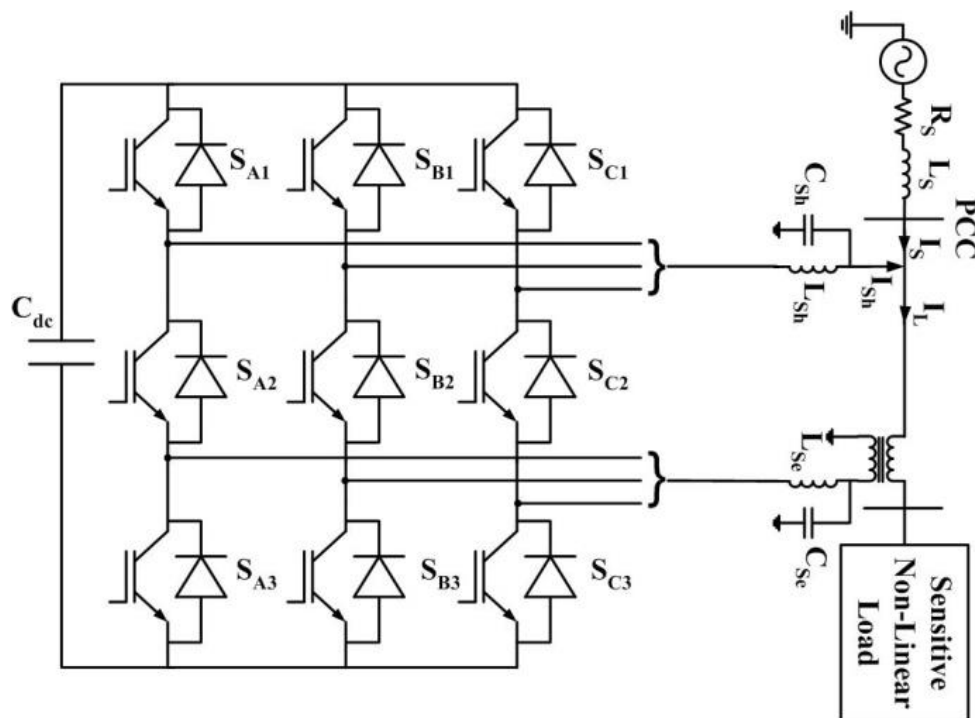 S_A1
S_B1
S_C1
C_dc
S_A2
S_B2
S_C2
S_A3
S_B3
S_C3
R_S
L_S
PCC
I_S
C_Sh
L_Sh
I_Sh
I_L
L_Se
C_Se
Sensitive
Non-Linear
Load